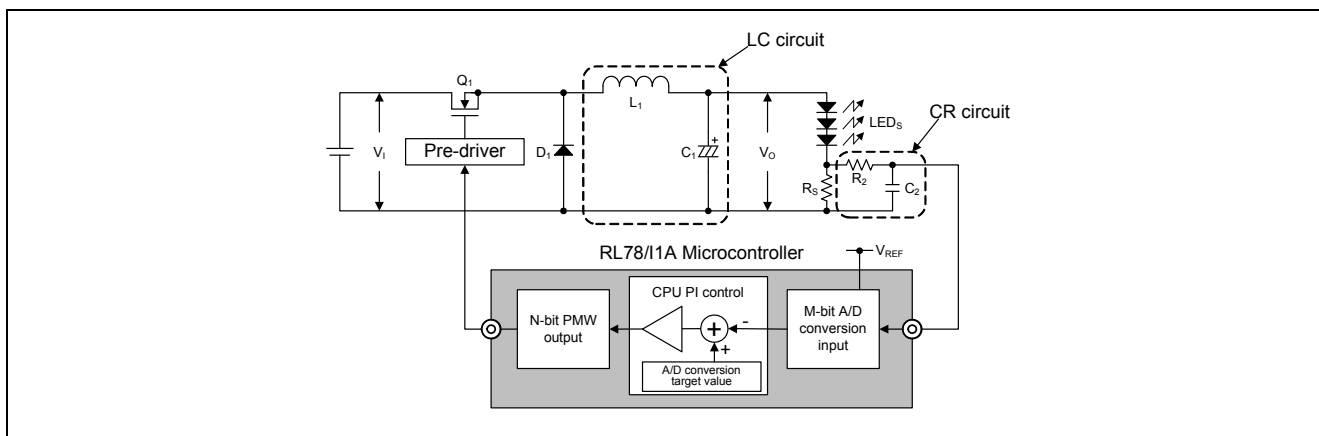 LC circuit
Q1
L1
CR circuit
LEDS
VI
Pre-driver
D1
C1
+
VO
R2
C2
RS
RL78/I1A Microcontroller
VREF
CPU PI control
N-bit PMW
output
+
-
+
M-bit A/D
conversion
input
A/D conversion
target value